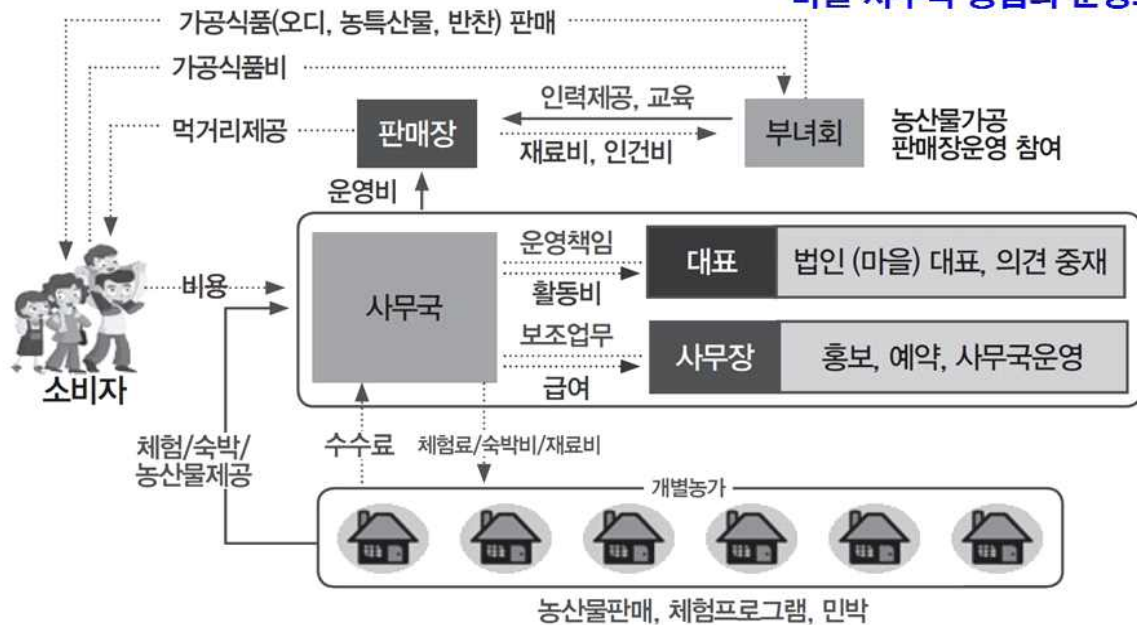 가공식품(오디, 농특산물, 반찬) 판매
가공식품비
인력제공, 교육
먹거리제공
판매장
부녀회
농산물가공
판매장운영 참여
재료비, 인건비
운영비
운영책임
대표
법인 (마을) 대표, 의견 중재
활동비
비용
사무국
보조업무
사무장
홍보, 예약, 사무국운영
급여
소비자
체험/숙박/
농산물제공
수수료
체험료/숙박비/재료비
개별농가
농산물판매, 체험프로그램, 민박